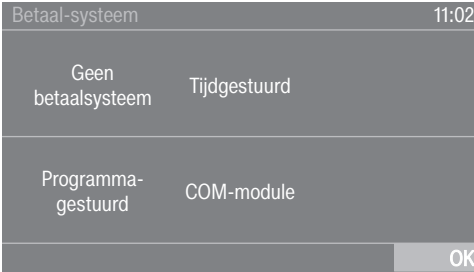 Betaal-systeem 11:02
Geen
betaalsysteem
Tijdgestuurd
Programma-
gestuurd
COM-module
OK